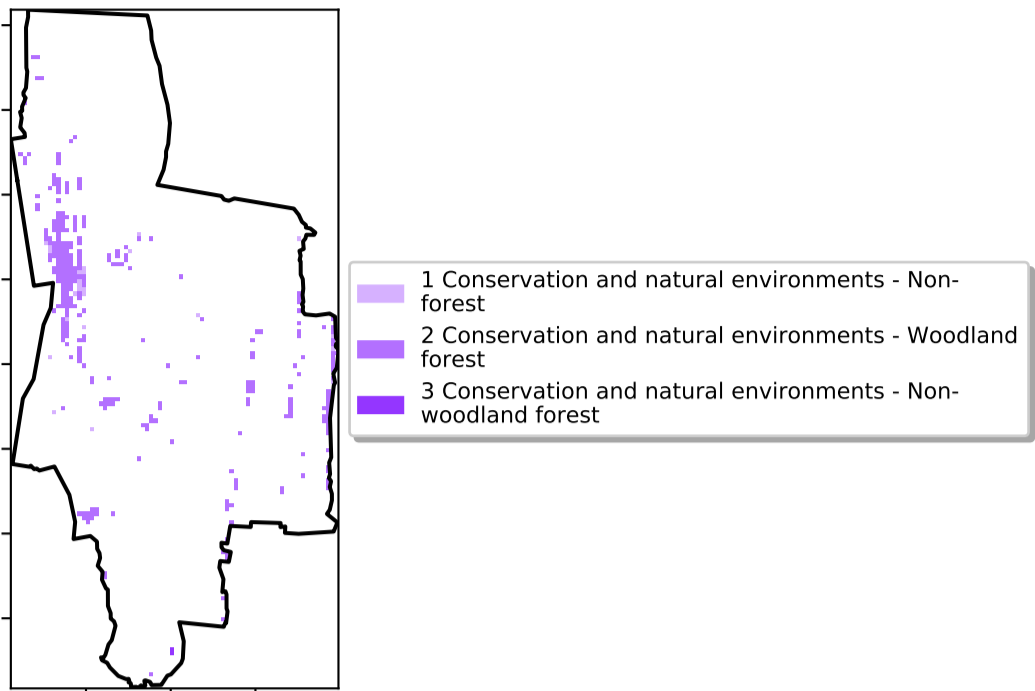 1 Conservation and natural environments - Non-
forest
2 Conservation and natural environments - Woodland
forest
3 Conservation and natural environments - Non-
woodland forest